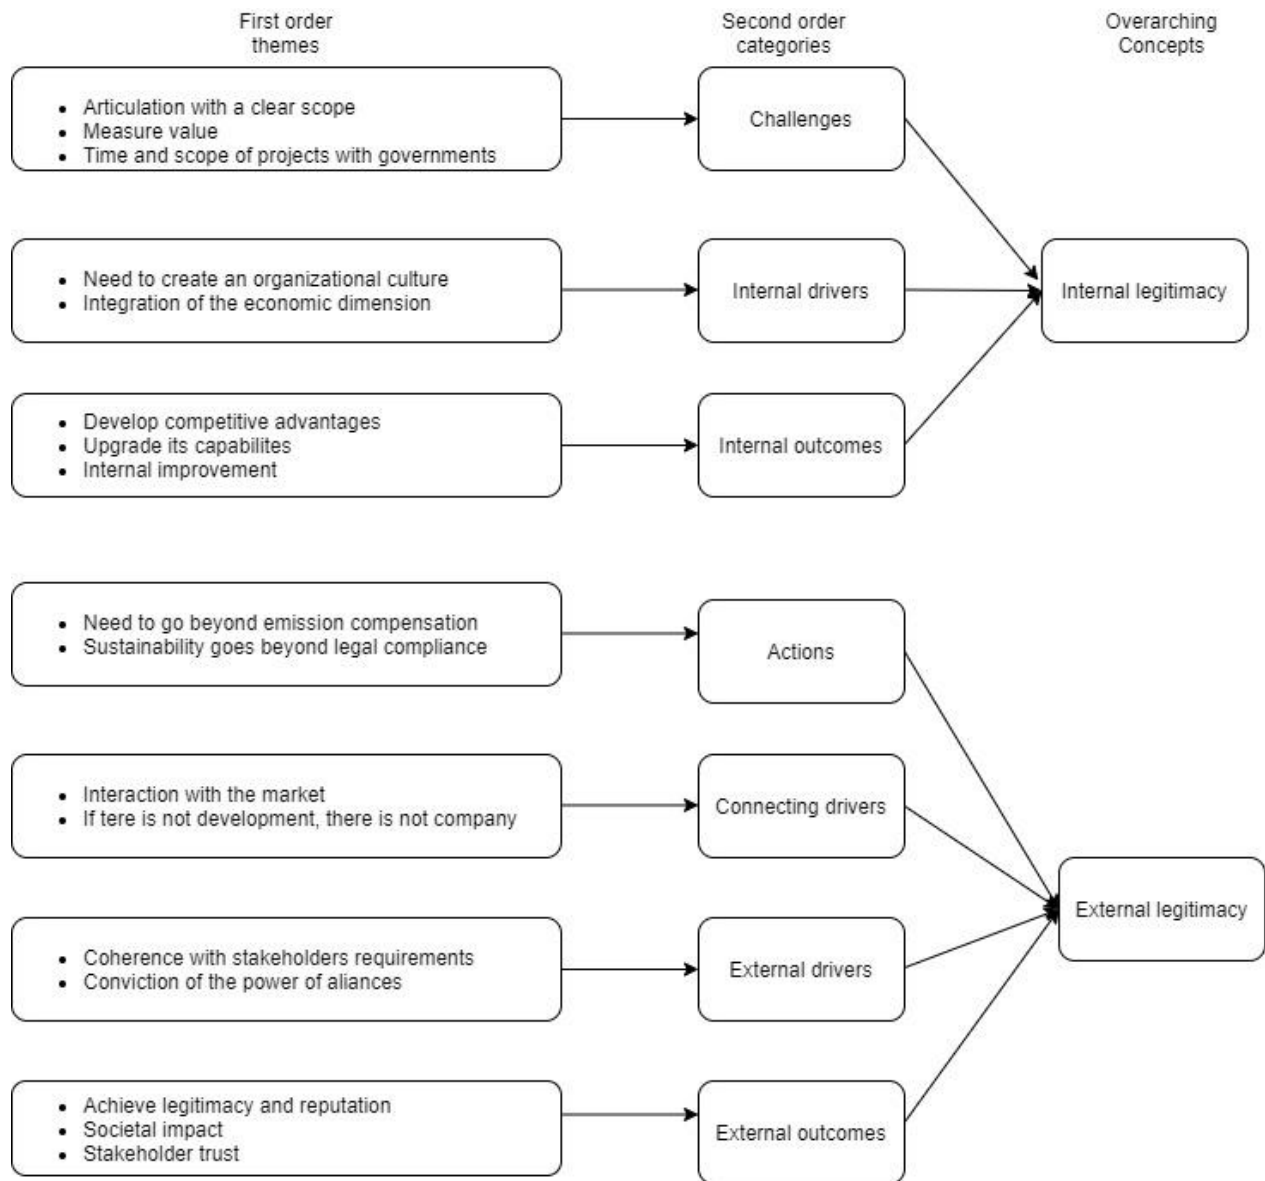 First order
themes
Second order
categories
Overarching
Concepts
• Articulation with a clear scope
• Measure value
• Time and scope of projects with governments
Challenges
• Need to create an organizational culture
• Integration of the economic dimension
Internal drivers
Internal legitimacy
• Develop competitive advantages
• Upgrade its capabilites
• Internal improvement
Internal outcomes
• Need to go beyond emission compensation
• Sustainability goes beyond legal compliance
Actions
• Interaction with the market
• If tere is not development, there is not company
Connecting drivers
External legitimacy
• Coherence with stakeholders requirements
• Conviction of the power of aliances
External drivers
• Achieve legitimacy and reputation
• Societal impact
• Stakeholder trust
External outcomes